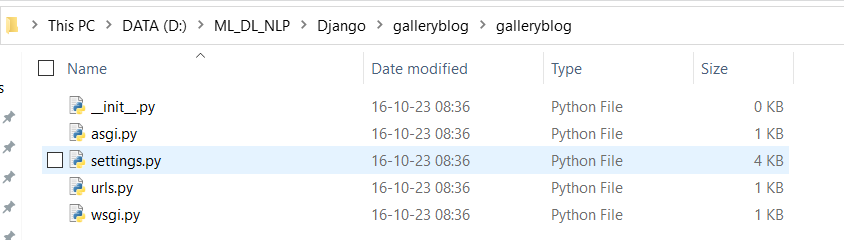 This PC > DATA (D:) > ML_DL_NLP > Django > galleryblog > galleryblog
Name Date modified Type Size
s
__init__.py 16-10-23 08:36 Python File 0 KB
asgi.py 16-10-23 08:36 Python File 1 KB
settings.py 16-10-23 08:36 Python File 4 KB
urls.py 16-10-23 08:36 Python File 1 KB
wsgi.py 16-10-23 08:36 Python File 1 KB